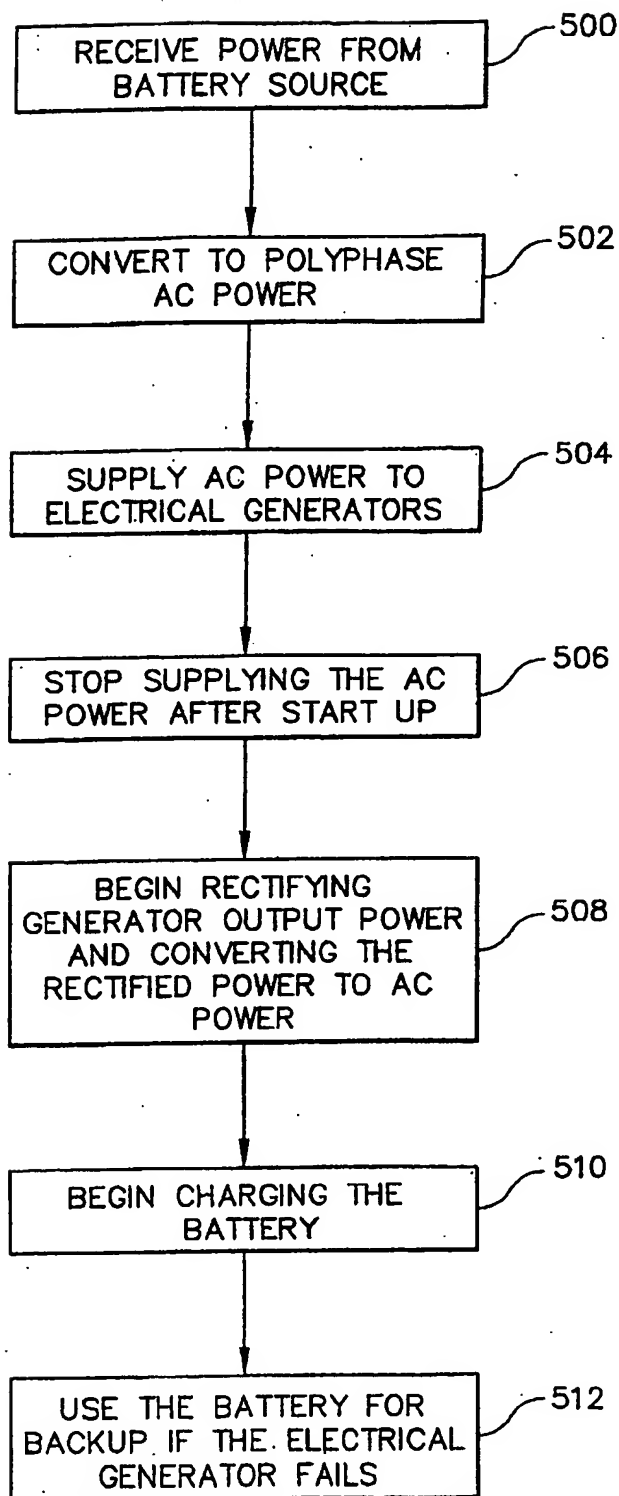 RECEIVE POWER FROM
BATTERY SOURCE
500
CONVERT TO POLYPHASE
AC POWER
502
SUPPLY AC POWER TO
ELECTRICAL GENERATORS
504
STOP SUPPLYING THE AC
POWER AFTER START UP
506
BEGIN RECTIFYING
GENERATOR OUTPUT POWER
AND CONVERTING THE
RECTIFIED POWER TO AC
POWER
508
BEGIN CHARGING THE
BATTERY
510
USE THE BATTERY FOR
BACKUP IF THE ELECTRICAL
GENERATOR FAILS
512